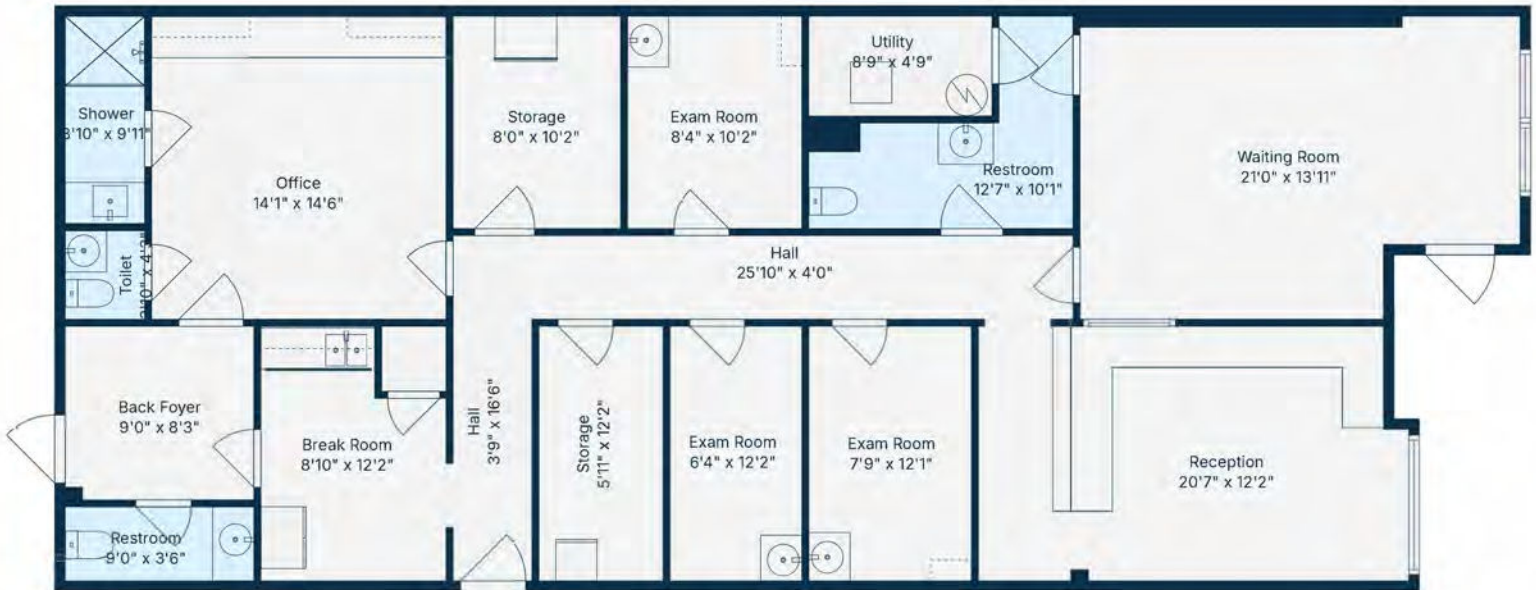 Utility
8'9" x 4'9"
Shower
3'10" x 9'11"
Storage
8'0" x 10'2"
Exam Room
8'4" x 10'2"
Waiting Room
21'0" x 13'11"
Restroom
12'7" x 10'1"
Office
14'1" x 14'6"
Toilet
Hall
25'10" x 4'0"
Back Foyer
9'0" x 8'3"
Break Room
8'10" x 12'2"
Hall
3'9" x 16'6"
Storage
5'11" x 12'2"
Exam Room
6'4" x 12'2"
Exam Room
7'9" x 12'1"
Reception
20'7" x 12'2"
Restroom
9'0" x 3'6"